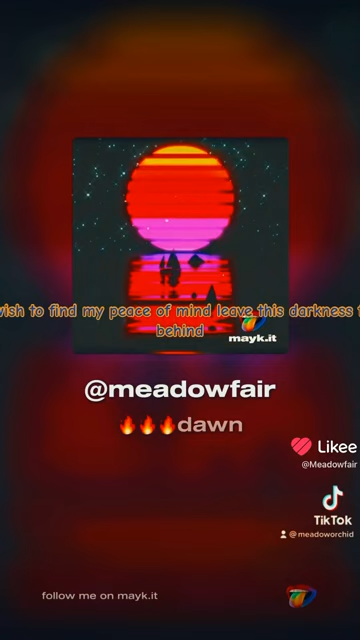 wish to find my peace of mind leave this darkness
behind
mayk.it
@meadowfair
🔥🔥🔥dawn
Likee
@Meadowfair
TikTok
@meadoworchid
follow me on mayk.it